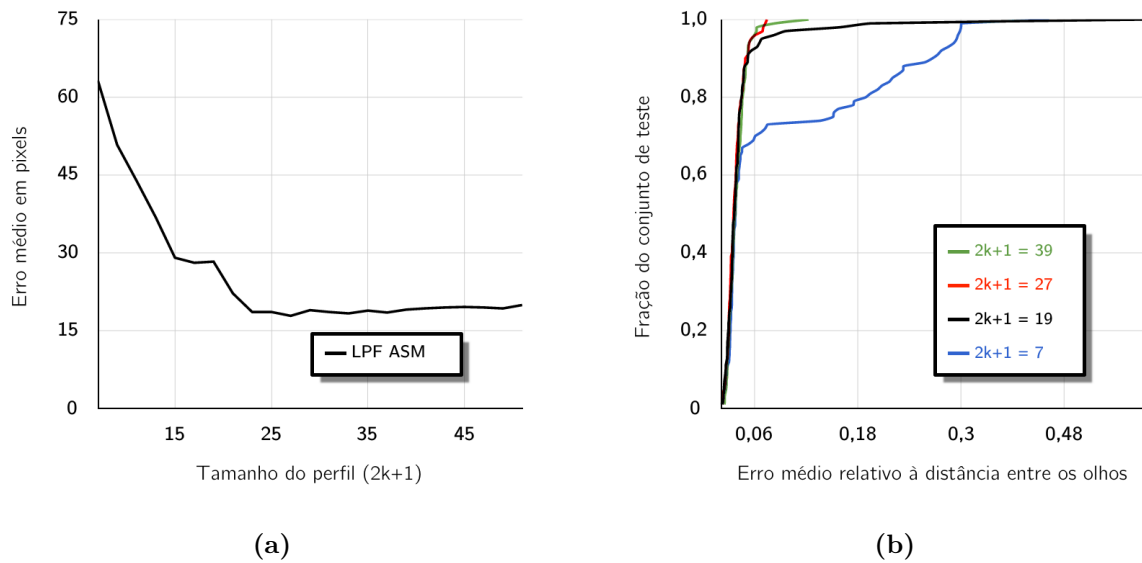 75
60
45
30
15
0
Erro médio em pixels
LPF ASM
15
25
35
45
Tamanho do perfil (2k+1)
(a)
1,0
0,8
0,6
0,4
0,2
0
Fração do conjunto de teste
2k+1 = 39
2k+1 = 27
2k+1 = 19
2k+1 = 7
0,06
0,18
0,3
0,48
Erro médio relativo à distância entre os olhos
(b)